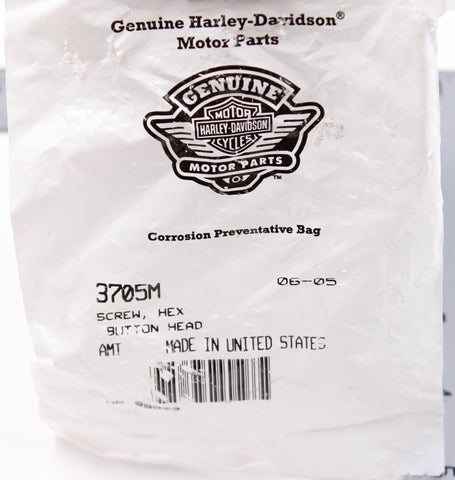 Genuine Harley-Davidson®
Motor Parts
GENUINE
MOTOR
HARLEY-DAVIDSON
CYCLES
MOTOR PARTS
TM
Corrosion Preventative Bag
3705M 06-05
SCREW, HEX
BUTTON HEAD
AMT MADE IN UNITED STATES